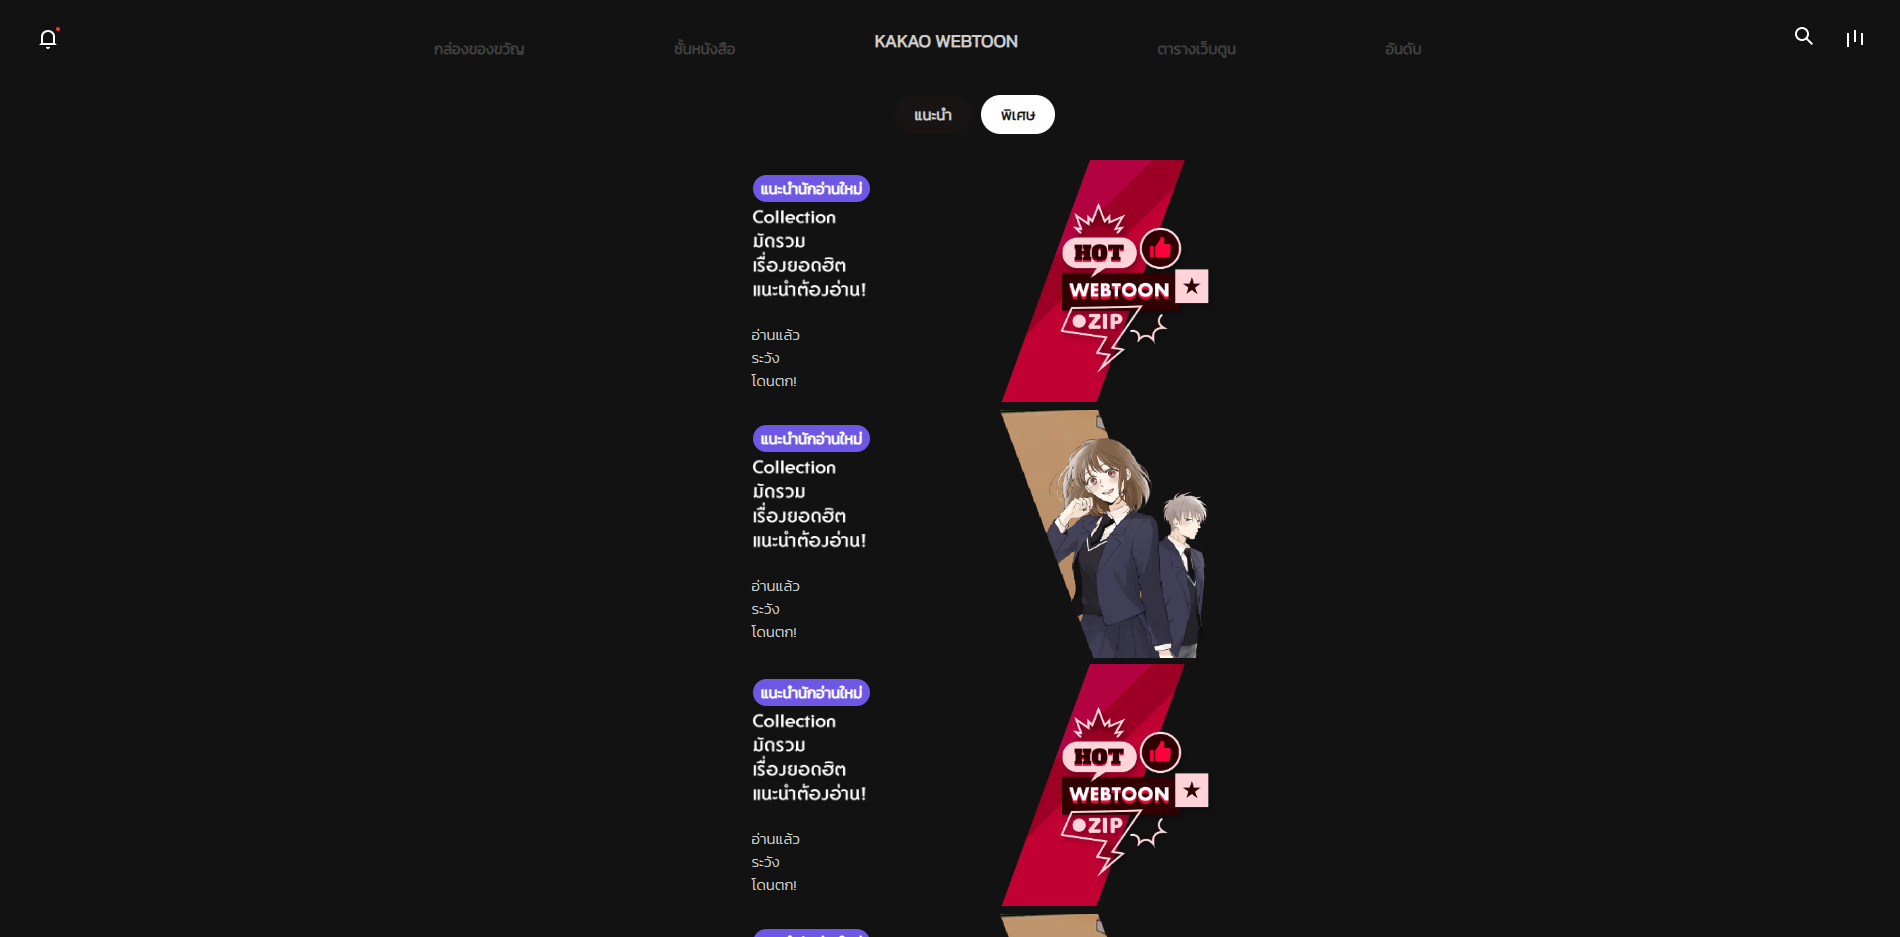 กล่องของขวัญ
ชั้นหนังสือ
KAKAO WEBTOON
ตารางเว็บตูน
อันดับ
แนะนำ
พิเศษ
แนะนำนักอ่านใหม่
Collection
มัดรวม
เรื่องยอดฮิต
แนะนำต้องอ่าน!
อ่านแล้ว
ระวัง
โดนตก!
HOT
WEBTOON
ZIP
แนะนำนักอ่านใหม่
Collection
มัดรวม
เรื่องยอดฮิต
แนะนำต้องอ่าน!
อ่านแล้ว
ระวัง
โดนตก!
แนะนำนักอ่านใหม่
Collection
มัดรวม
เรื่องยอดฮิต
แนะนำต้องอ่าน!
อ่านแล้ว
ระวัง
โดนตก!
HOT
WEBTOON
ZIP